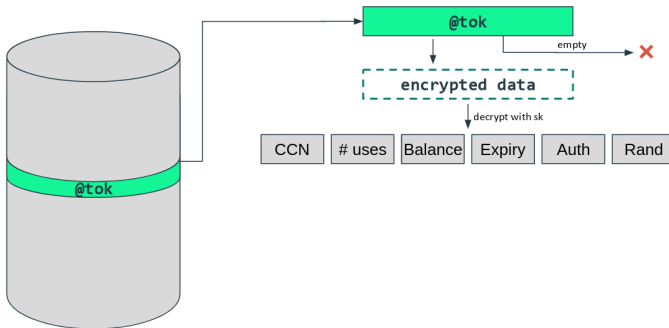 @tok
empty
encrypted data
decrypt with sk
CCN # uses Balance Expiry Auth Rand
@tok